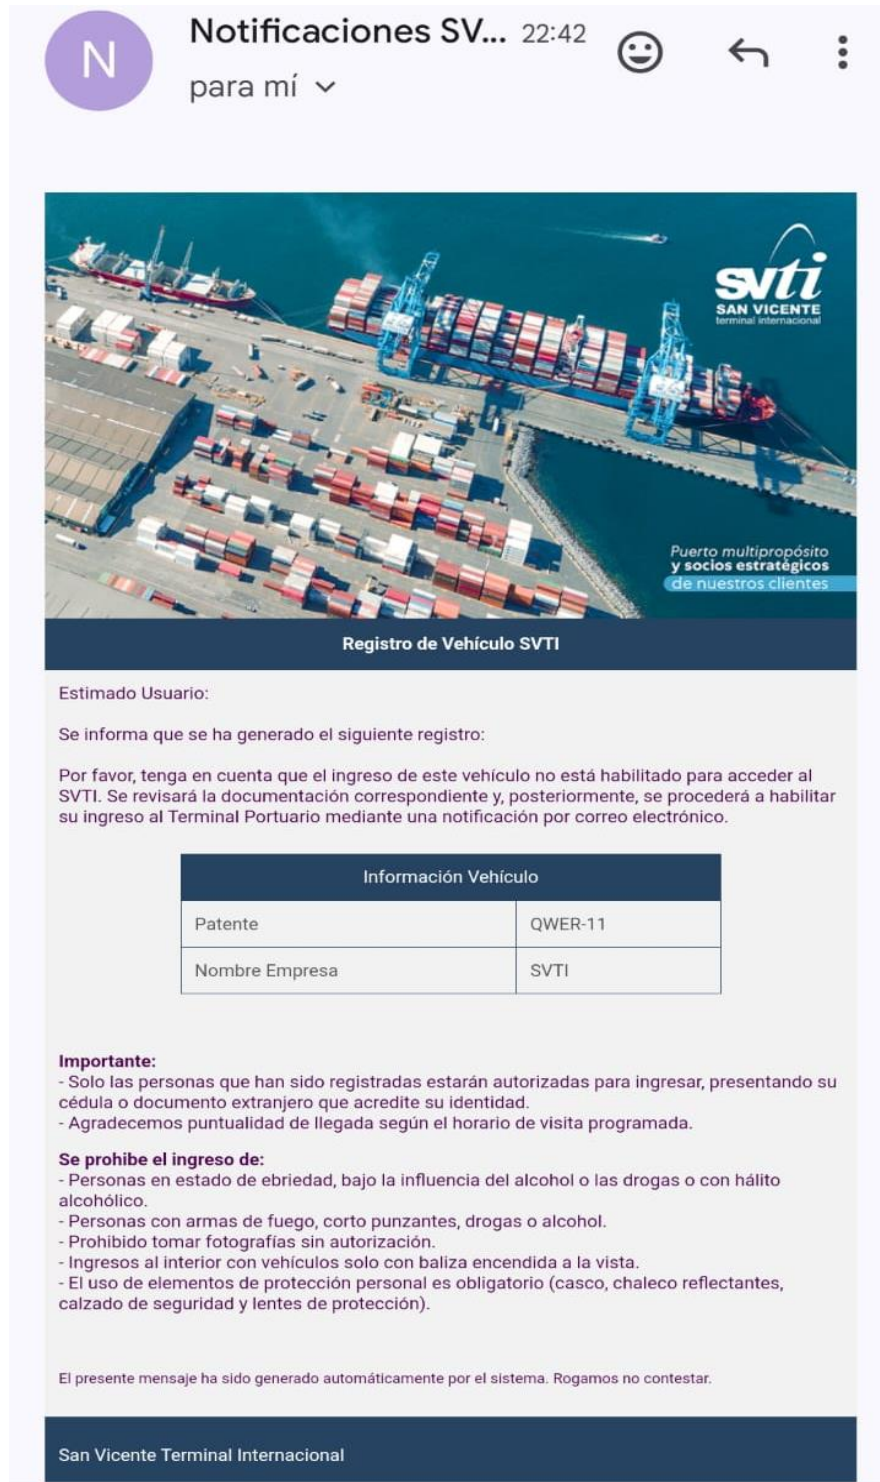 N
Notificaciones SV... 22:42
para mí
svti
SAN VICENTE
terminal internacional
Puerto multipropósito
y socios estratégicos
de nuestros clientes
Registro de Vehículo SVTI
Estimado Usuario:
Se informa que se ha generado el siguiente registro:
Por favor, tenga en cuenta que el ingreso de este vehículo no está habilitado para acceder al
SVTI. Se revisará la documentación correspondiente y, posteriormente, se procederá a habilitar
su ingreso al Terminal Portuario mediante una notificación por correo electrónico.
Información Vehículo
Patente QWER-11
Nombre Empresa SVTI
Importante:
- Solo las personas que han sido registradas estarán autorizadas para ingresar, presentando su
cédula o documento extranjero que acredite su identidad.
- Agradecemos puntualidad de llegada según el horario de visita programada.
Se prohibe el ingreso de:
- Personas en estado de ebriedad, bajo la influencia del alcohol o las drogas o con hálito
alcohólico.
- Personas con armas de fuego, corto punzantes, drogas o alcohol.
- Prohibido tomar fotografías sin autorización.
- Ingresos al interior con vehículos solo con baliza encendida a la vista.
- El uso de elementos de protección personal es obligatorio (casco, chaleco reflectantes,
calzado de seguridad y lentes de protección).
El presente mensaje ha sido generado automáticamente por el sistema. Rogamos no contestar.
San Vicente Terminal Internacional